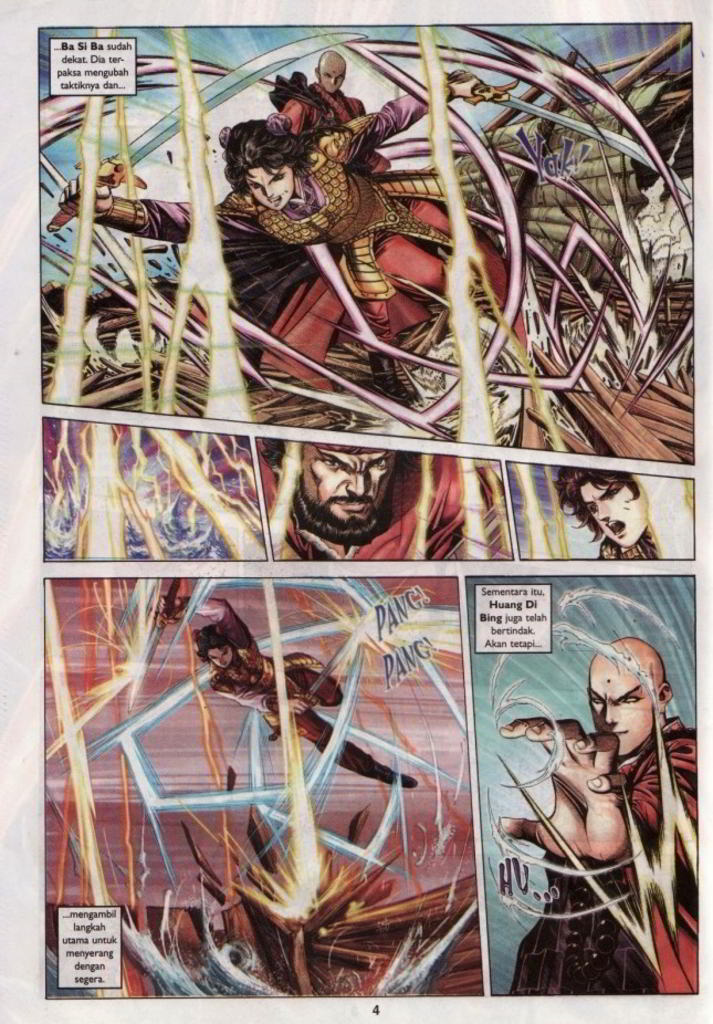 ...Ba Si Ba sudah
dekat. Dia ter-
paksa mengubah
taktiknya dan...
Yak!
PANG!
PANG!
...mengambil
langkah
utama untuk
menyerang
dengan
segera.
Sementara itu,
Huang Di
Bing juga telah
bertindak.
Akan tetapi...
HU...
4